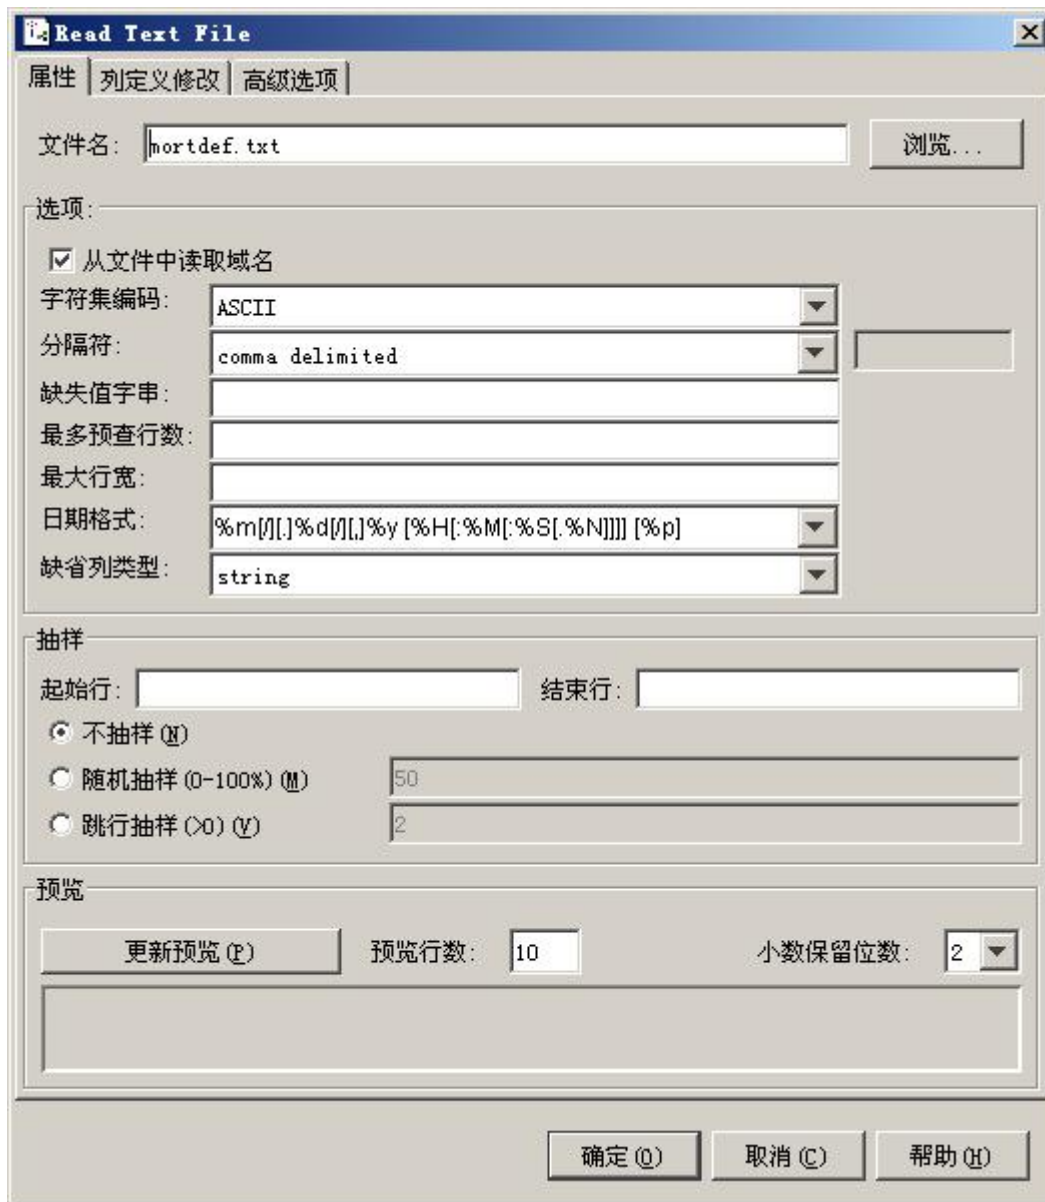 Read Text File
属性 列定义修改 高级选项
文件名: mortdef.txt 浏览...
选项:
从文件中读取域名
字符集编码: ASCII
分隔符: comma delimited
缺失值字串:
最多预查行数:
最大行宽:
日期格式: %m[/][.]%d[/][,]%y [%H[:%M[:%S[.%N]]]] [%p]
缺省列类型: string
抽样
起始行: 结束行:
不抽样(N)
随机抽样(0-100%)(M) 50
跳行抽样(>0)(V) 2
预览
更新预览(P) 预览行数: 10 小数保留位数: 2
确定(O) 取消(C) 帮助(H)